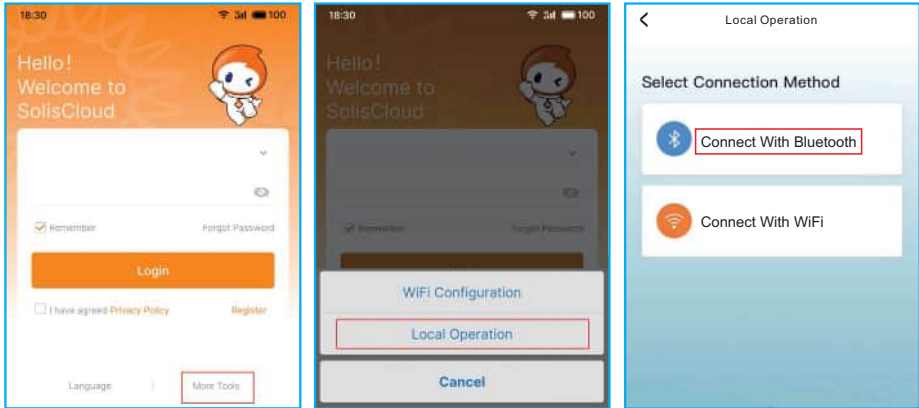 18:30
100
Hello!
Welcome to
SolisCloud
Remember
Forgot Password
Login
I have agreed Privacy Policy
Register
Language
More Tools
18:30
100
Hello!
Welcome to
SolisCloud
Remember
Forgot Password
WiFi Configuration
Local Operation
Cancel
Local Operation
Select Connection Method
Connect With Bluetooth
Connect With WiFi